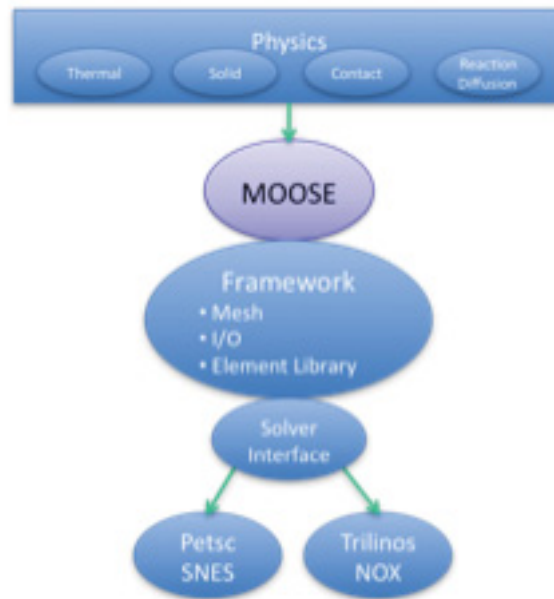 Physics
Thermal
Solid
Contact
Reaction
Diffusion
MOOSE
Framework
• Mesh
• I/O
• Element Library
Solver
Interface
Petsc
SNES
Trilinos
NOX